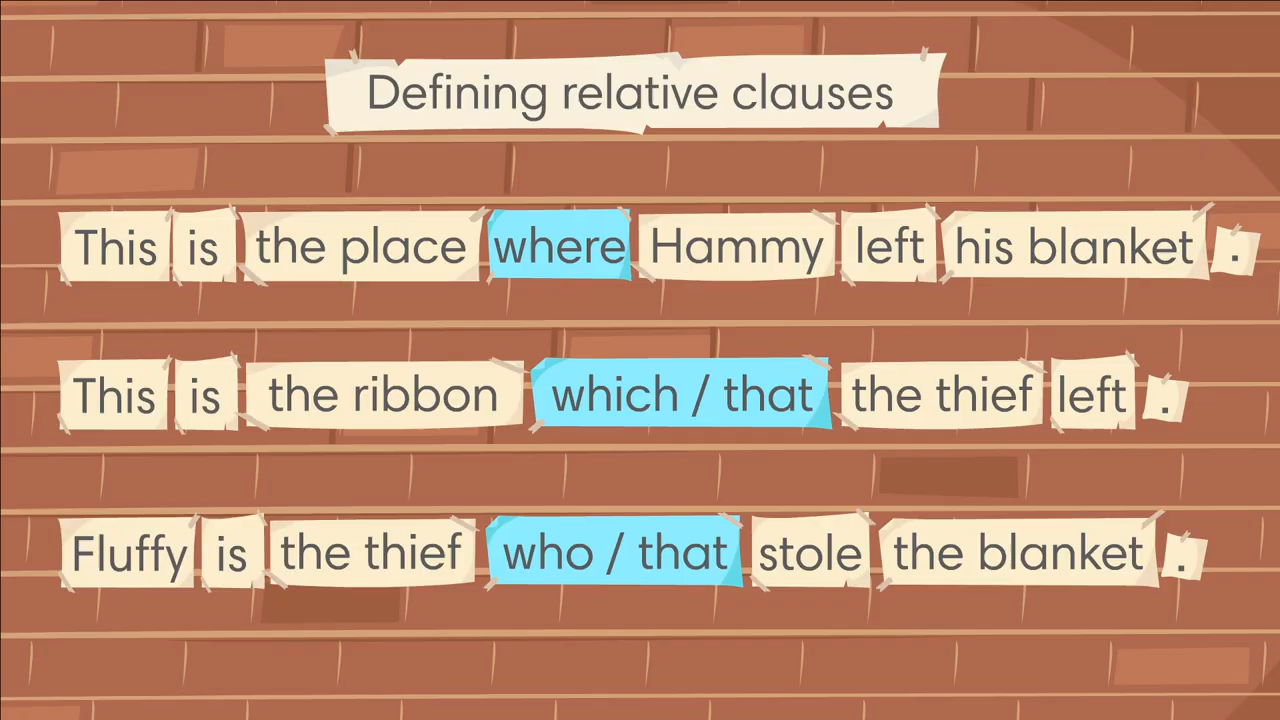 Defining relative clauses
This is the place where Hammy left his blanket .
This is the ribbon which / that the thief left .
Fluffy is the thief who / that stole the blanket .